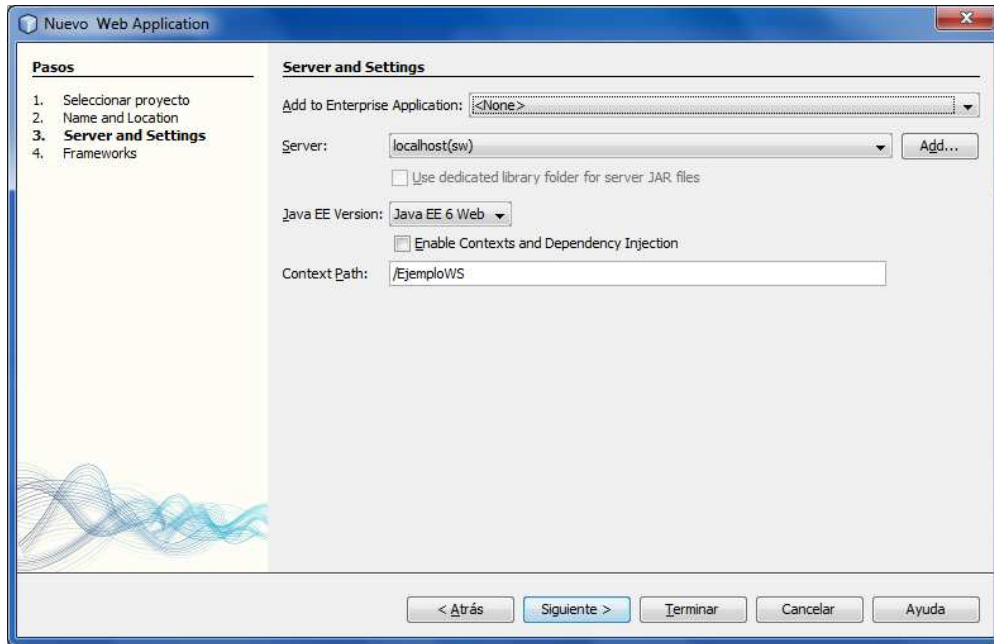 Nuevo Web Application
Pasos
1. Seleccionar proyecto
2. Name and Location
3. Server and Settings
4. Frameworks
Server and Settings
Add to Enterprise Application: <None>
Server: localhost(sw) Add...
Use dedicated library folder for server JAR files
Java EE Version: Java EE 6 Web
Enable Contexts and Dependency Injection
Context Path: /EjemploWS
< Atrás Siguiente > Terminar Cancelar Ayuda